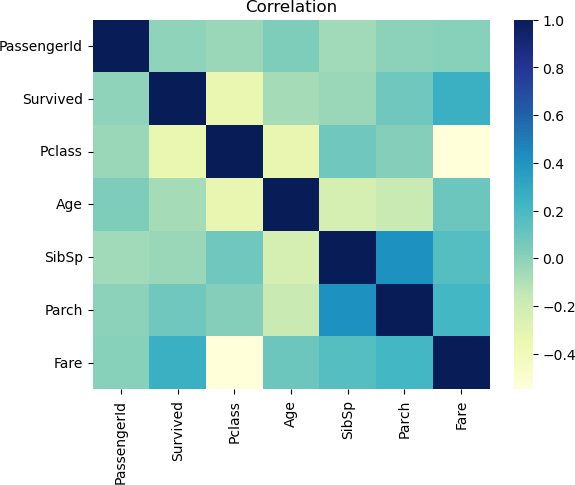 Correlation
PassengerId
Survived
Pclass
Age
SibSp
Parch
Fare
PassengerId
Survived
Pclass
Age
SibSp
Parch
Fare
1.0
0.8
0.6
0.4
0.2
0.0
−0.2
−0.4